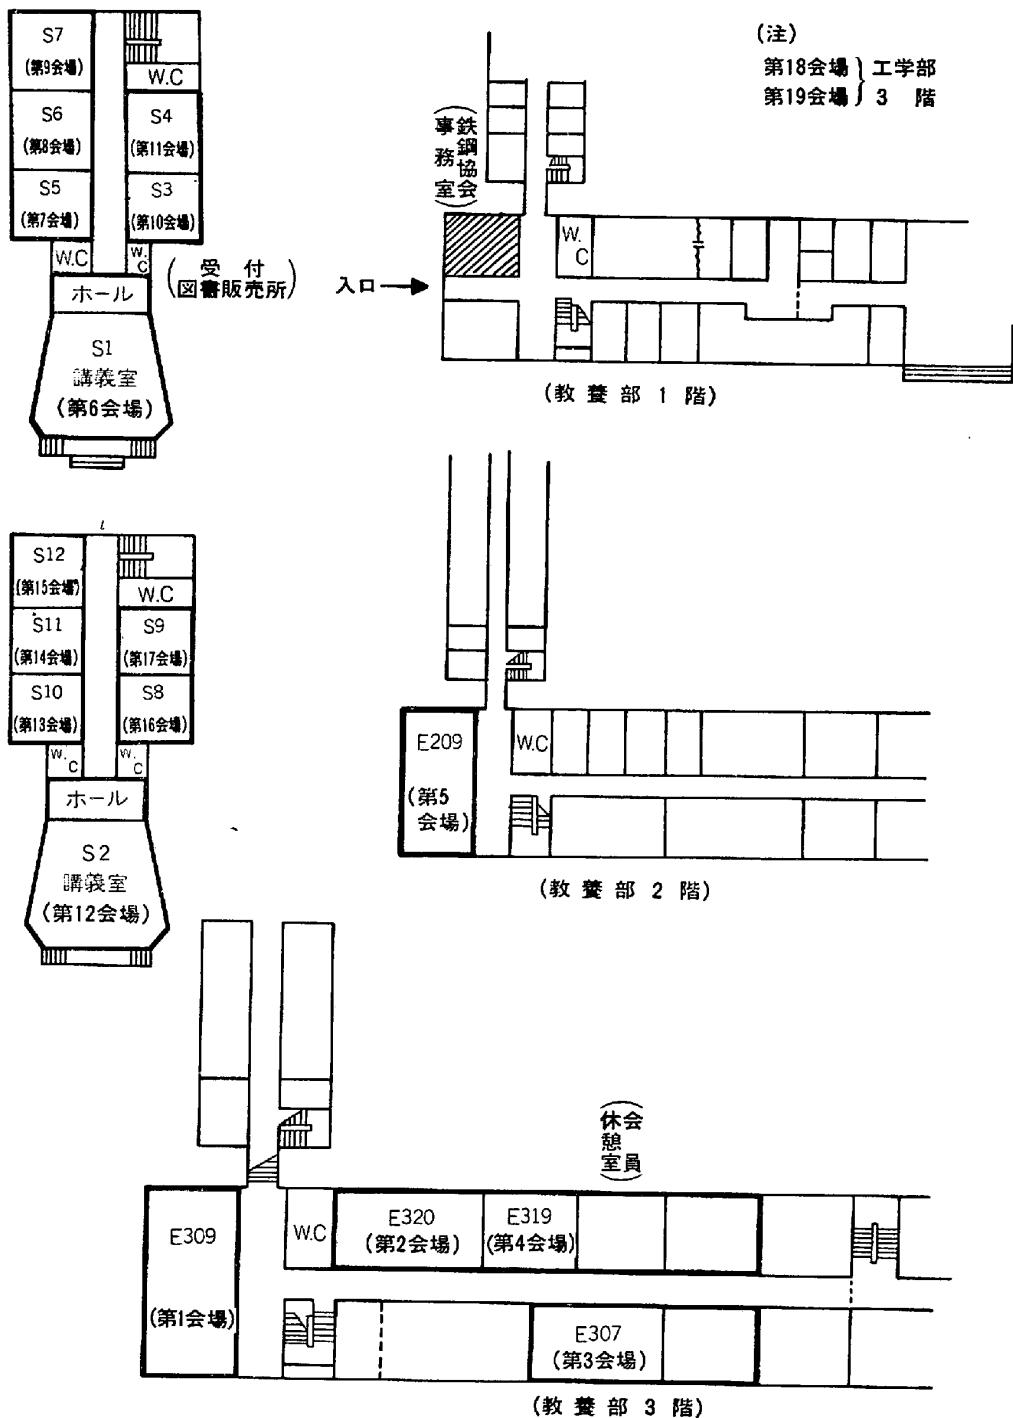 S7
(第9会場)
W.C
S6
(第8会場)
S4
(第11会場)
S5
(第7会場)
S3
(第10会場)
W.C
W.C
ホール
S1
講義室
(第6会場)
(受付
図書販売所)
入口
(鉄鋼協会
事務室)
W.C
(教養部1階)
(注)
第18会場
第19会場
工学部
3階
S12
(第15会場)
W.C
S11
(第14会場)
S9
(第17会場)
S10
(第13会場)
S8
(第16会場)
W.C
W.C
ホール
S2
講義室
(第12会場)
E209
(第5
会場)
W.C
(教養部2階)
(会員
休憩室)
E309
(第1会場)
W.C
E320
(第2会場)
E319
(第4会場)
E307
(第3会場)
(教養部3階)